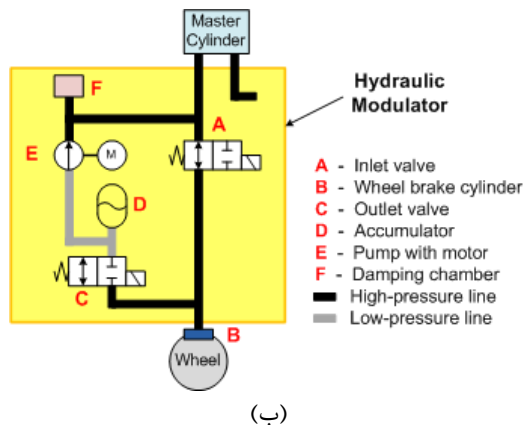 Master
Cylinder
F
A
E
M
D
C
B
Wheel
Hydraulic
Modulator
A - Inlet valve
B - Wheel brake cylinder
C - Outlet valve
D - Accumulator
E - Pump with motor
F - Damping chamber
High-pressure line
Low-pressure line
(ب)